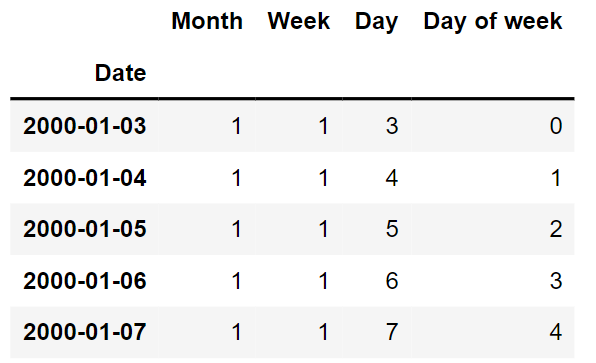 Month Week Day Day of week
Date
2000-01-03 1 1 3 0
2000-01-04 1 1 4 1
2000-01-05 1 1 5 2
2000-01-06 1 1 6 3
2000-01-07 1 1 7 4